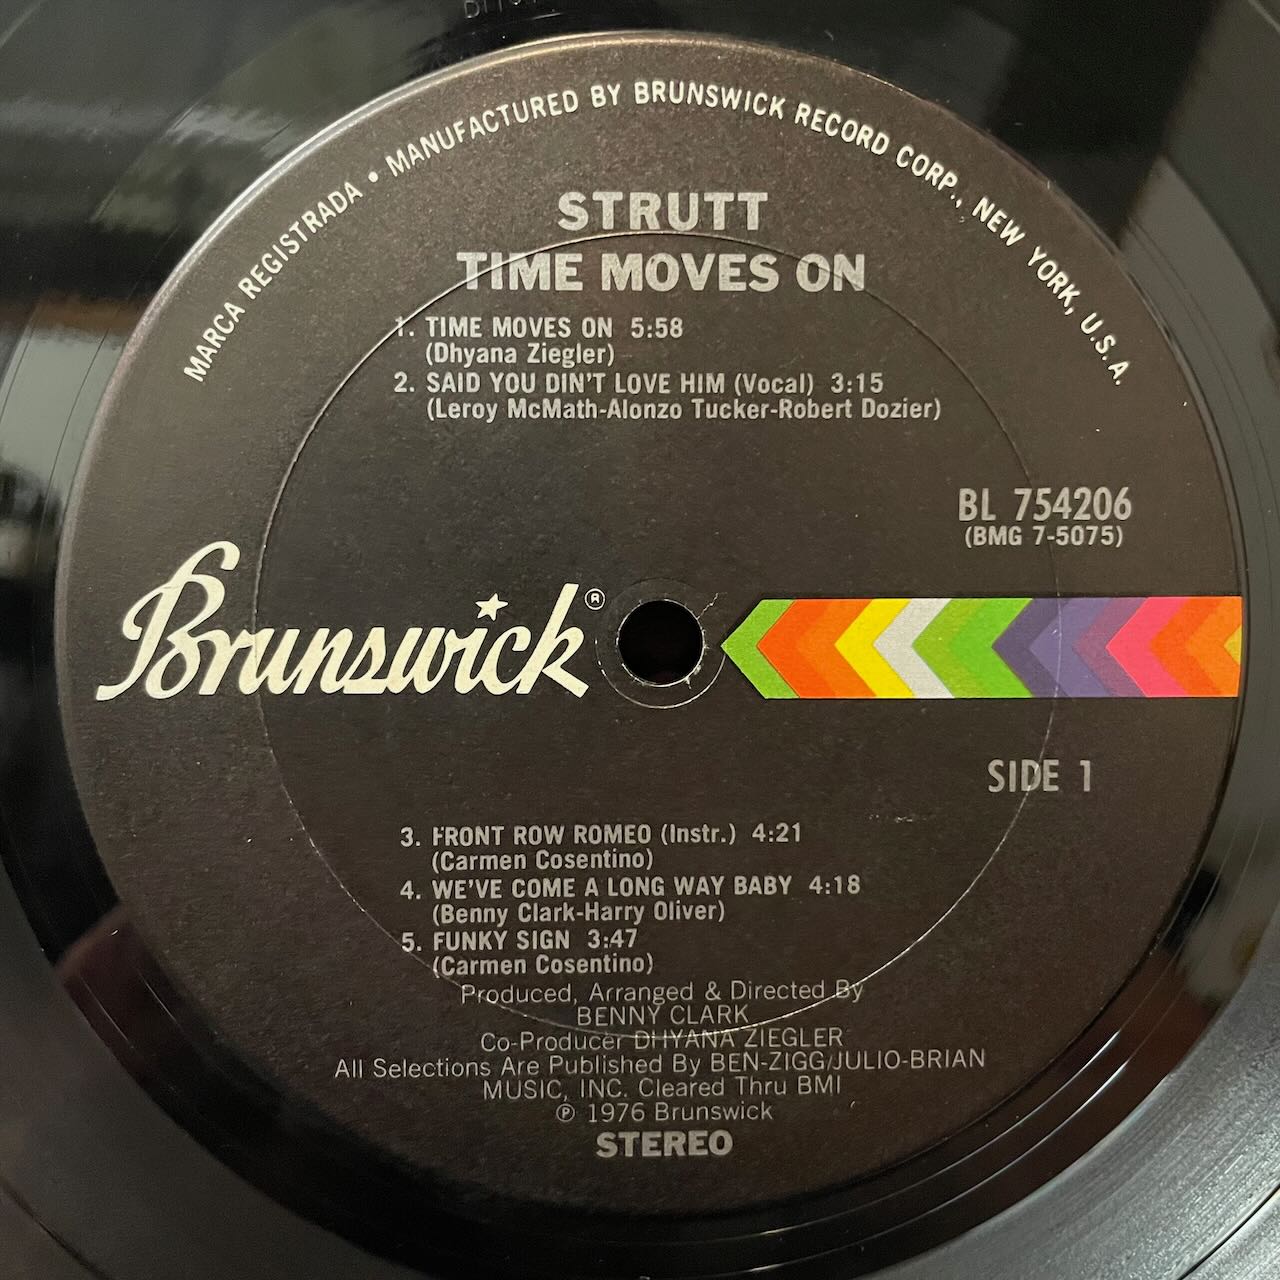 MARCA REGISTRADA • MANUFACTURED BY BRUNSWICK RECORD CORP., NEW YORK, U.S.A.
STRUTT
TIME MOVES ON
1. TIME MOVES ON 5:58
(Dhyana Ziegler)
2. SAID YOU DIN'T LOVE HIM (Vocal) 3:15
(Leroy McMath-Alonzo Tucker-Robert Dozier)
BL 754206
(BMG 7-5075)
Brunswick®
SIDE 1
3. FRONT ROW ROMEO (Instr.) 4:21
(Carmen Cosentino)
4. WE'VE COME A LONG WAY BABY 4:18
(Benny Clark-Harry Oliver)
5. FUNKY SIGN 3:47
(Carmen Cosentino)
Produced, Arranged & Directed By
BENNY CLARK
Co-Producer DHYANA ZIEGLER
All Selections Are Published By BEN-ZIGG/JULIO-BRIAN
MUSIC, INC. Cleared Thru BMI
℗ 1976 Brunswick
STEREO